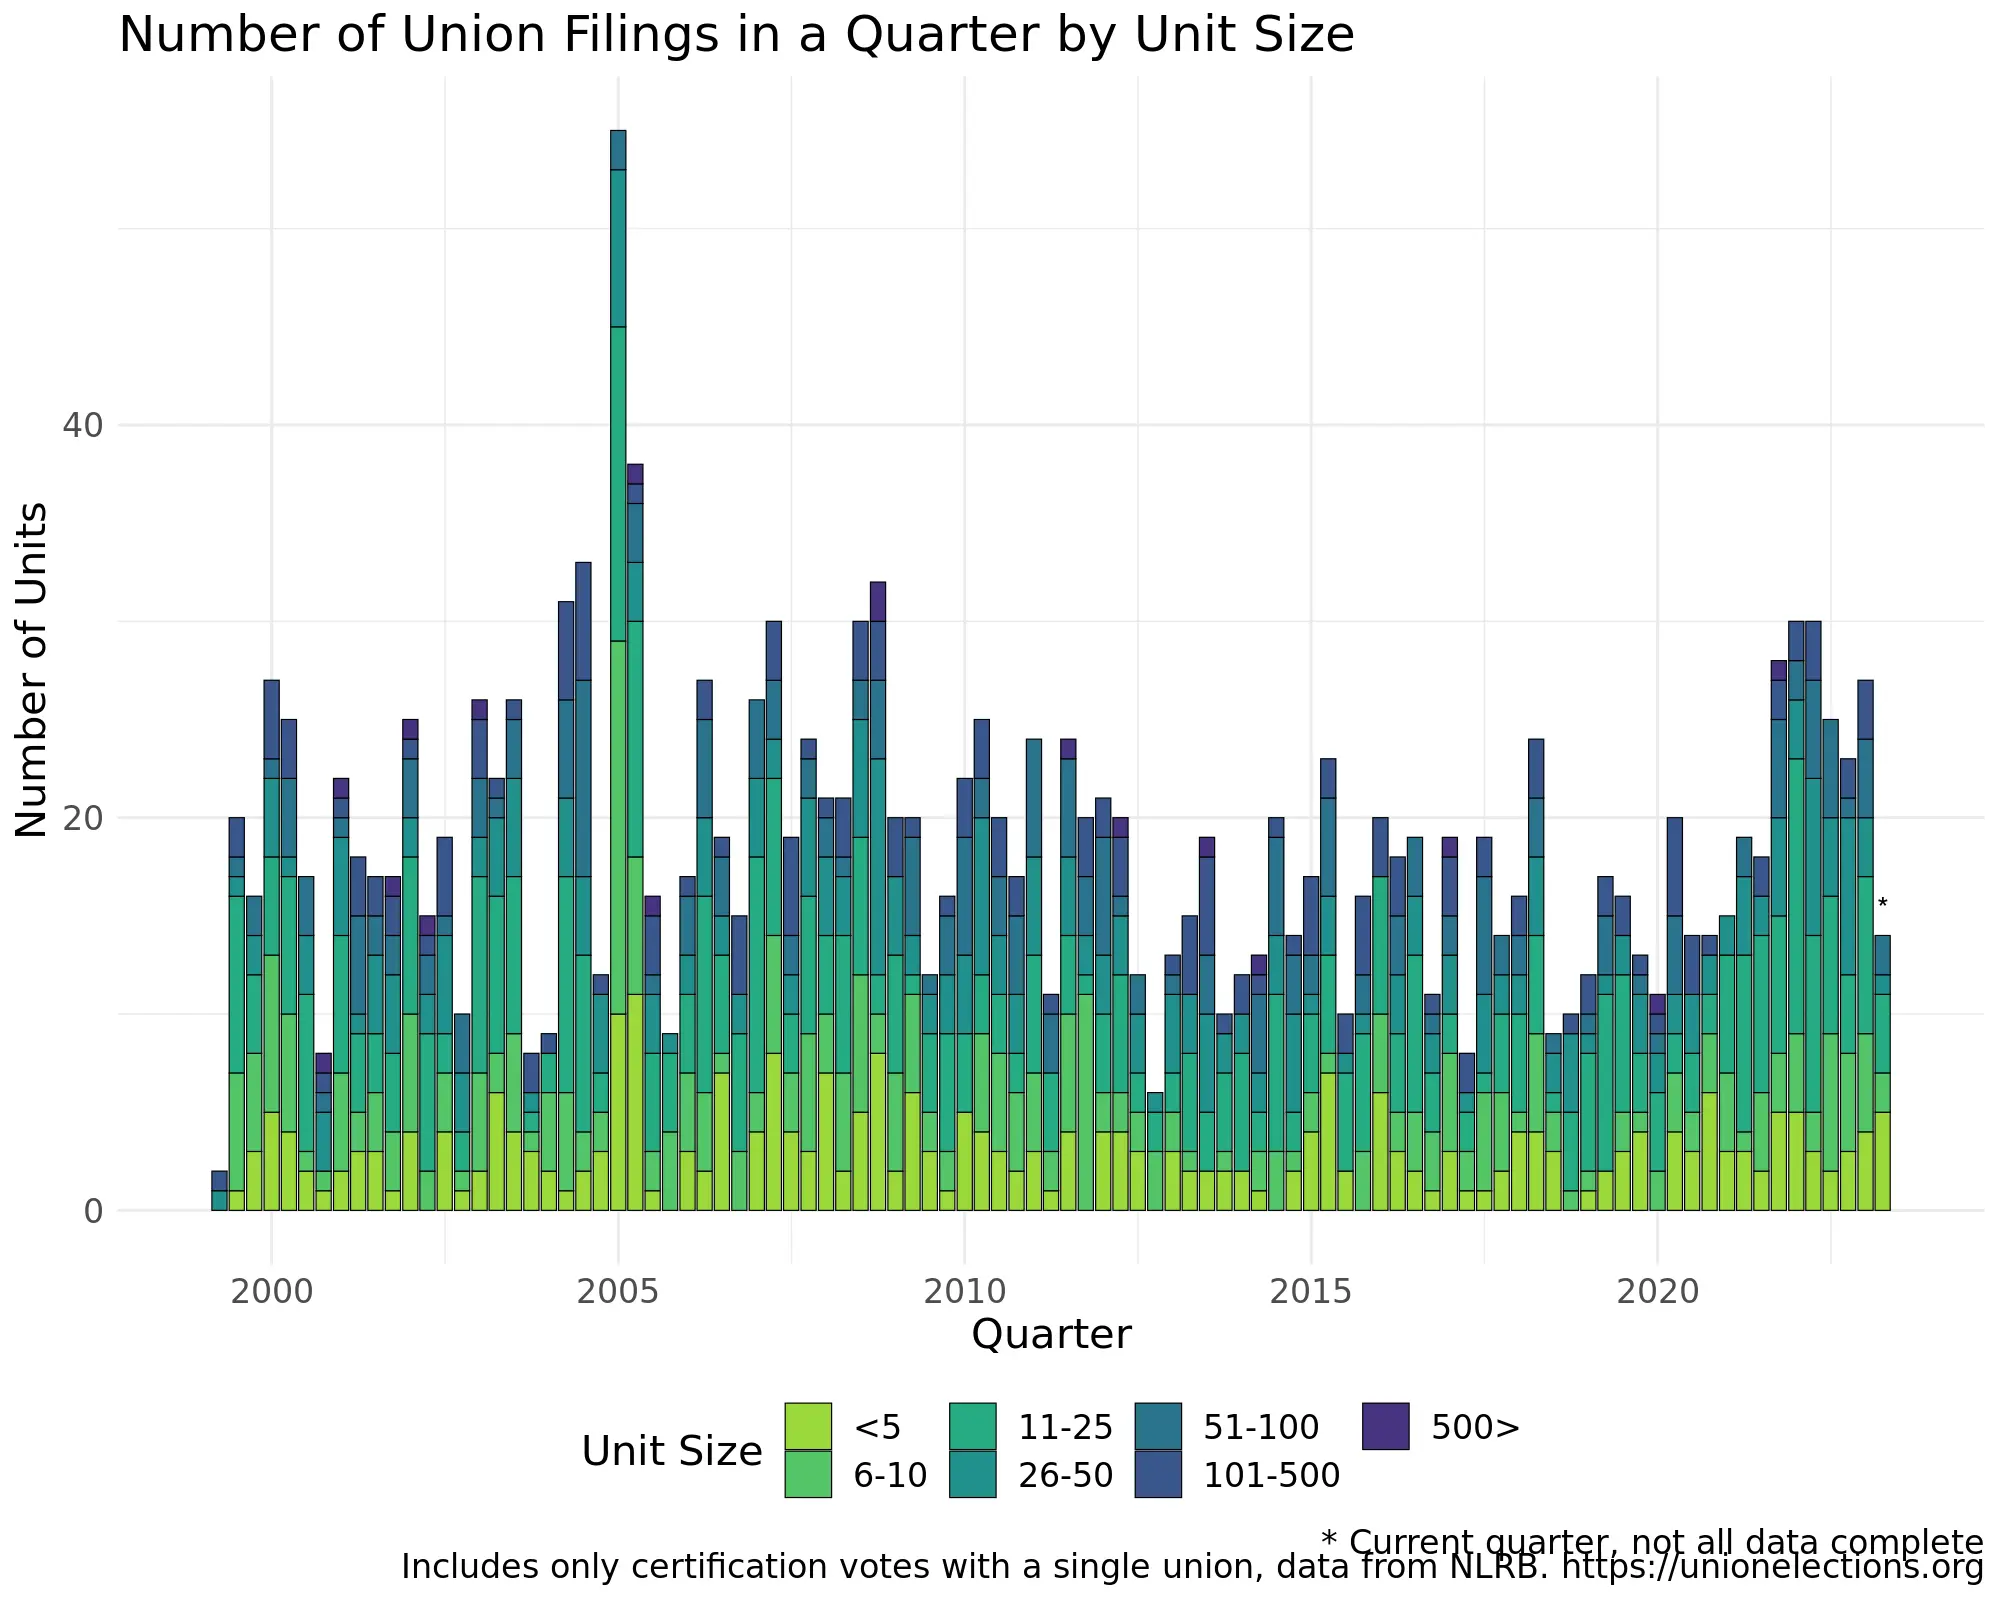 Number of Union Filings in a Quarter by Unit Size
Number of Units
40
20
0
2000 2005 2010 2015 2020
*
Quarter
Unit Size
<5 11-25 51-100 500>
6-10 26-50 101-500
* Current quarter, not all data complete
Includes only certification votes with a single union, data from NLRB. https://unionelections.org